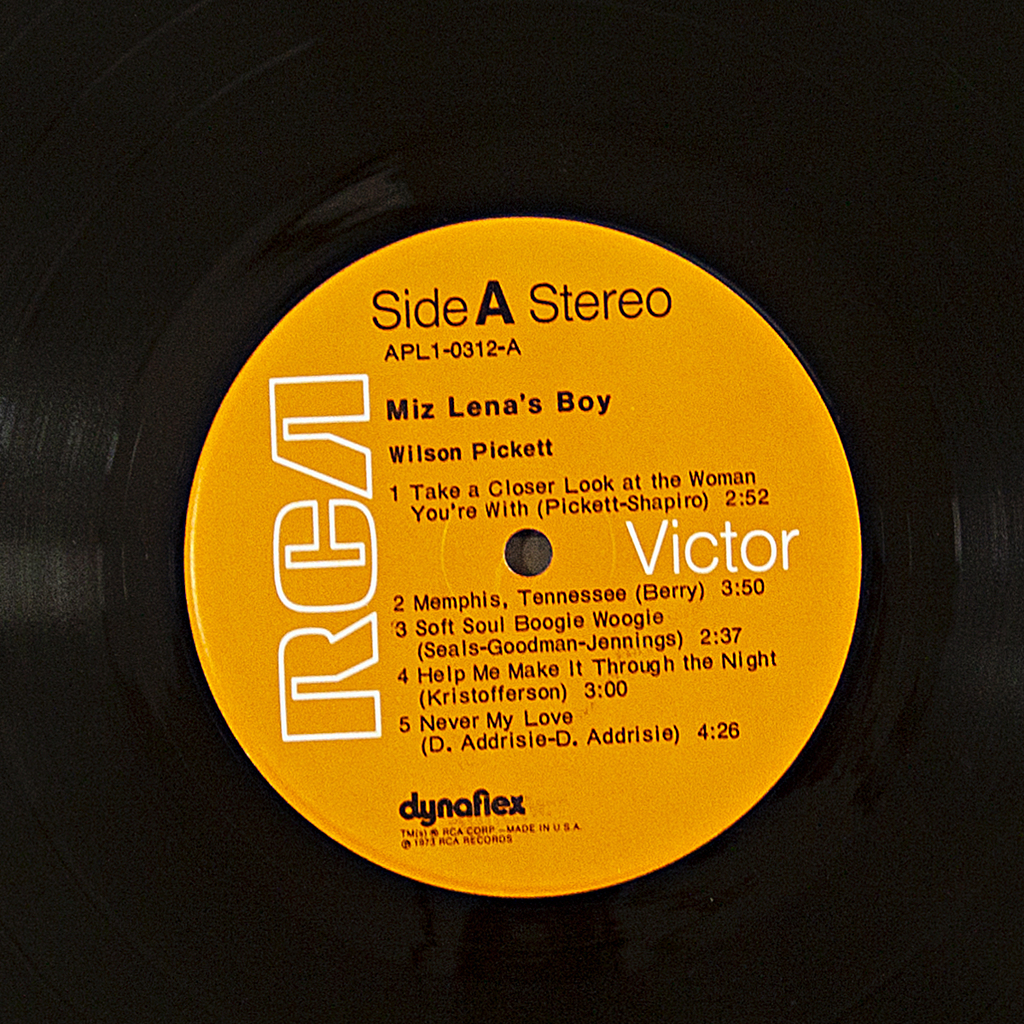 Side A Stereo
APL1-0312-A
RCA
Miz Lena's Boy
Wilson Pickett
1 Take a Closer Look at the Woman
You're With (Pickett-Shapiro) 2:52
Victor
2 Memphis, Tennessee (Berry) 3:50
3 Soft Soul Boogie Woogie
(Seals-Goodman-Jennings) 2:37
4 Help Me Make It Through the Night
(Kristofferson) 3:00
5 Never My Love
(D. Addrisie-D. Addrisie) 4:26
dynaflex
TM(s) ® RCA CORP.—MADE IN U.S.A.
℗ 1973 RCA RECORDS